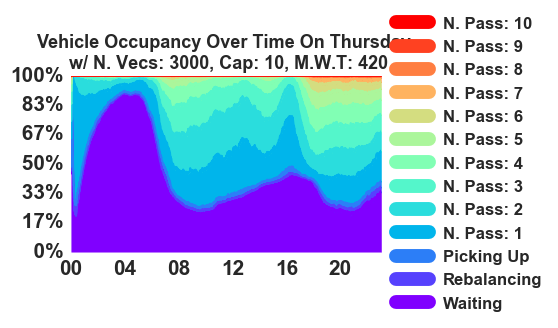 Vehicle Occupancy Over Time On Thursday
w/ N. Vecs: 3000, Cap: 10, M.W.T: 420
100%
83%
67%
50%
33%
17%
0%
00 04 08 12 16 20
N. Pass: 10
N. Pass: 9
N. Pass: 8
N. Pass: 7
N. Pass: 6
N. Pass: 5
N. Pass: 4
N. Pass: 3
N. Pass: 2
N. Pass: 1
Picking Up
Rebalancing
Waiting